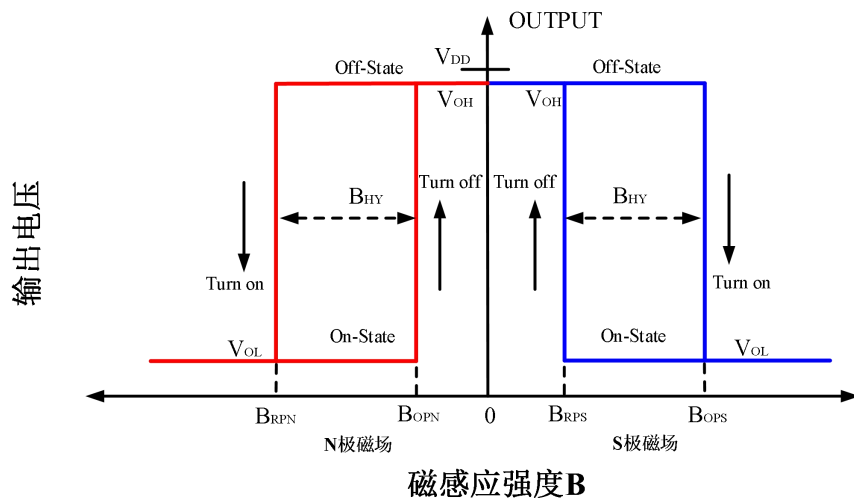 OUTPUT
VDD
Off-State
Off-State
VOH
VOH
Turn off
Turn off
BHY
BHY
Turn on
Turn on
On-State
On-State
VOL
VOL
BRPN
BOPN
0
BRPS
BOPS
N极磁场
S极磁场
磁感应强度B
输出电压